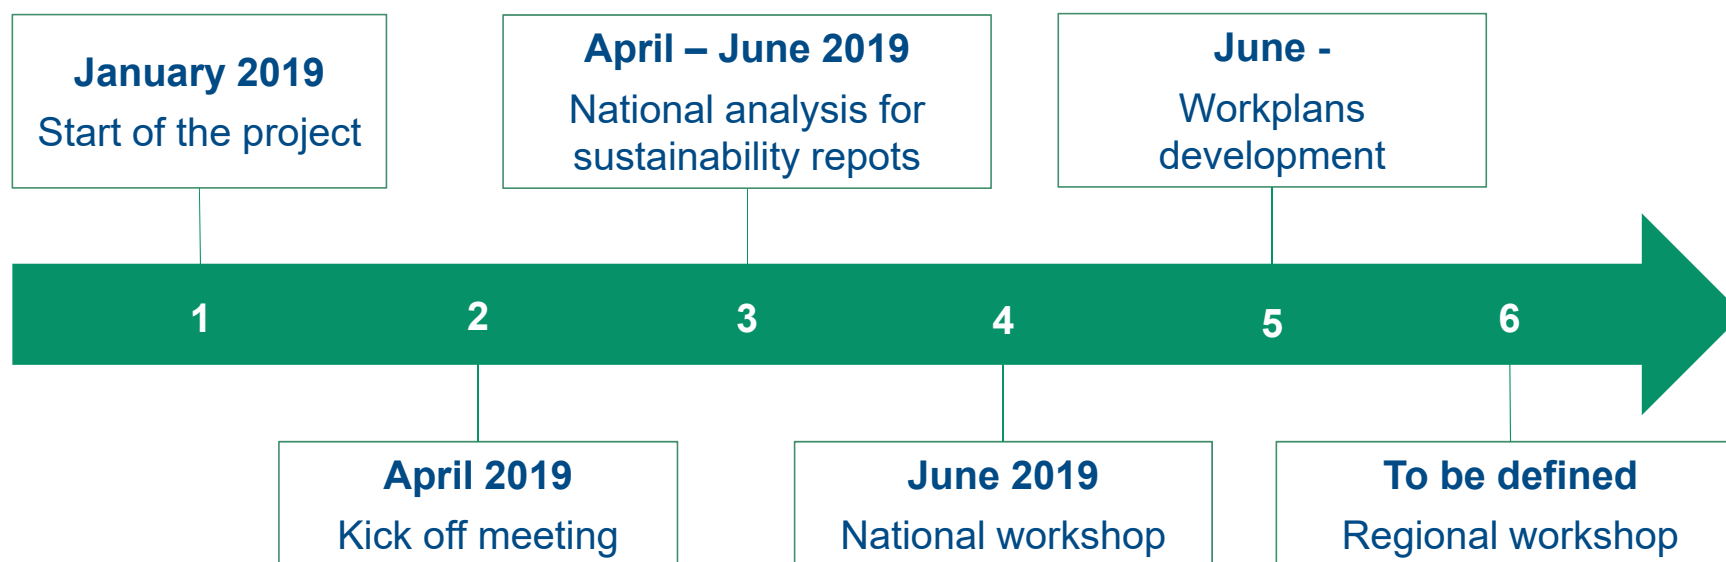 January 2019
Start of the project
April – June 2019
National analysis for
sustainability repots
June -
Workplans
development
1
2
3
4
5
6
April 2019
Kick off meeting
June 2019
National workshop
To be defined
Regional workshop